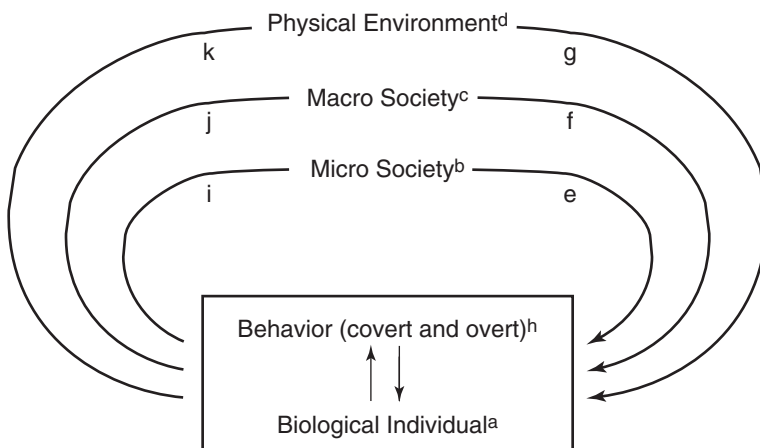 Physical Environmentd
k
g
Macro Societyc
j
f
Micro Societyb
i
e
Behavior (covert and overt)h
Biological Individuala